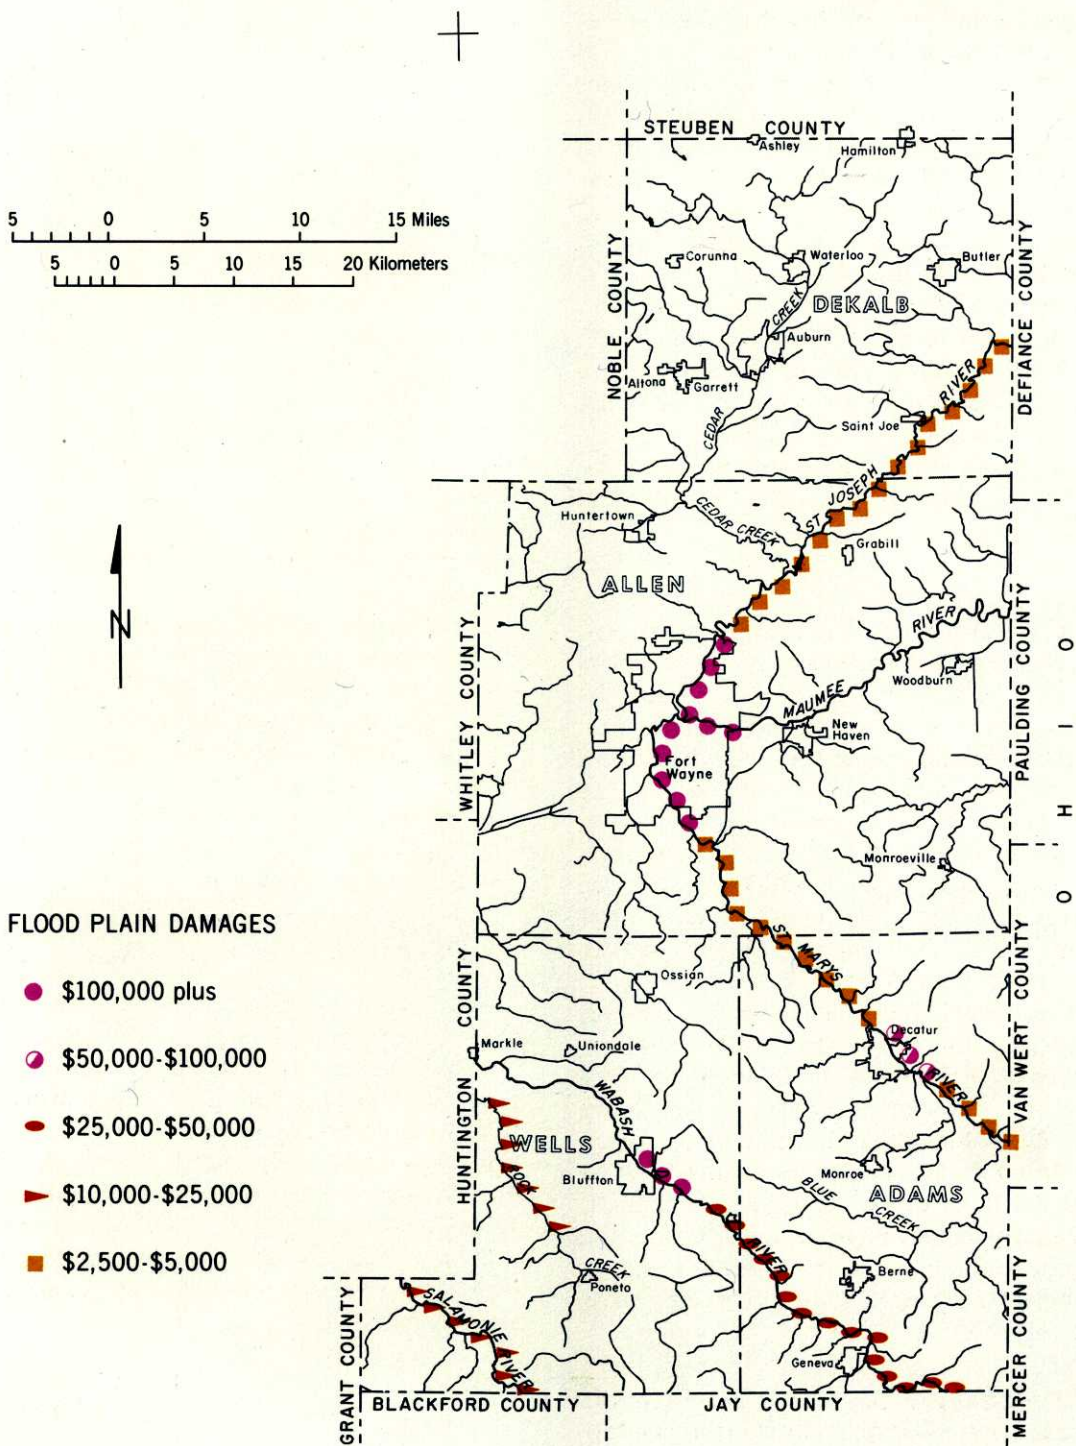 STEUBEN COUNTY
Ashley
Hamilton
5 0 5 10 15 Miles
5 0 5 10 15 20 Kilometers
NOBLE COUNTY
DEFIANCE COUNTY
Corunna
Waterloo
Butler
DEKALB
CREEK
Auburn
Altona
Garrett
CEDAR
RIVER
Saint Joe
ST. JOSEPH
CEDAR CREEK
Huntertown
Grabill
ALLEN
N
WHITLEY COUNTY
PAULDING COUNTY
OHIO
RIVER
Woodburn
MAUMEE
New
Haven
Fort
Wayne
Monroeville
FLOOD PLAIN DAMAGES
$100,000 plus
$50,000-$100,000
$25,000-$50,000
$10,000-$25,000
$2,500-$5,000
HUNTINGTON COUNTY
VAN WERT COUNTY
ST. MARYS
RIVER
Ossian
Decatur
Markle
Uniondale
WABASH
RIVER
WELLS
Bluffton
ROCK
CREEK
Poneto
Monroe
BLUE
CREEK
ADAMS
Berne
Geneva
MERCER COUNTY
GRANT COUNTY
SALAMONIE RIVER
BLACKFORD COUNTY
JAY COUNTY